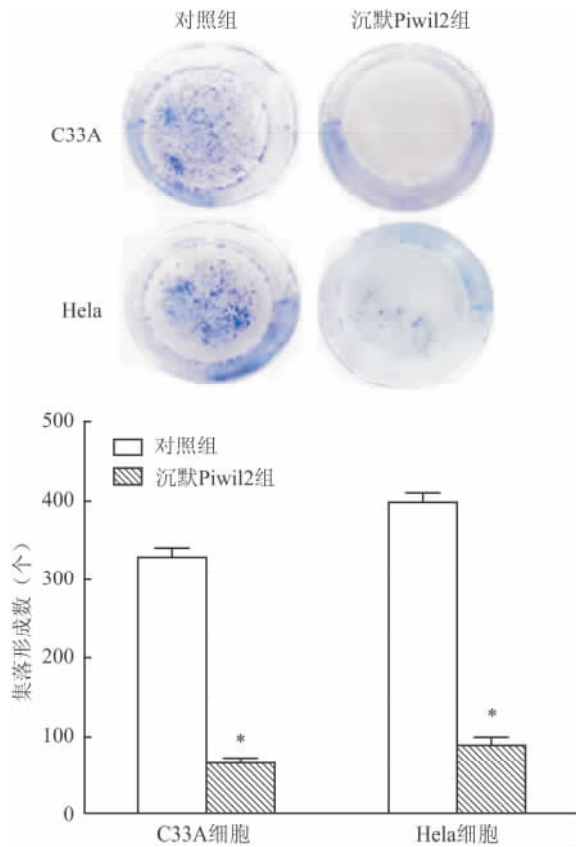 对照组 沉默Piwil2组
C33A
Hela
500
400
300
200
100
0
集落形成数（个）
对照组
沉默Piwil2组
*
*
C33A细胞 Hela细胞